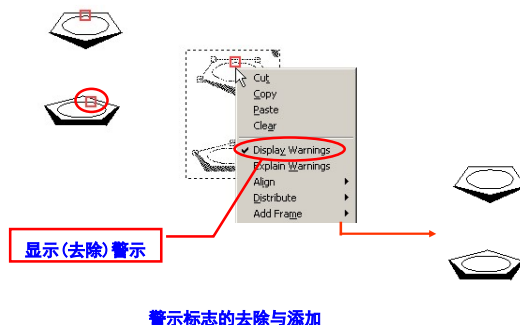 Cut
Copy
Paste
Clear
Display Warnings
Explain Warnings
Align
Distribute
Add Frame
显示(去除)警示
警示标志的去除与添加